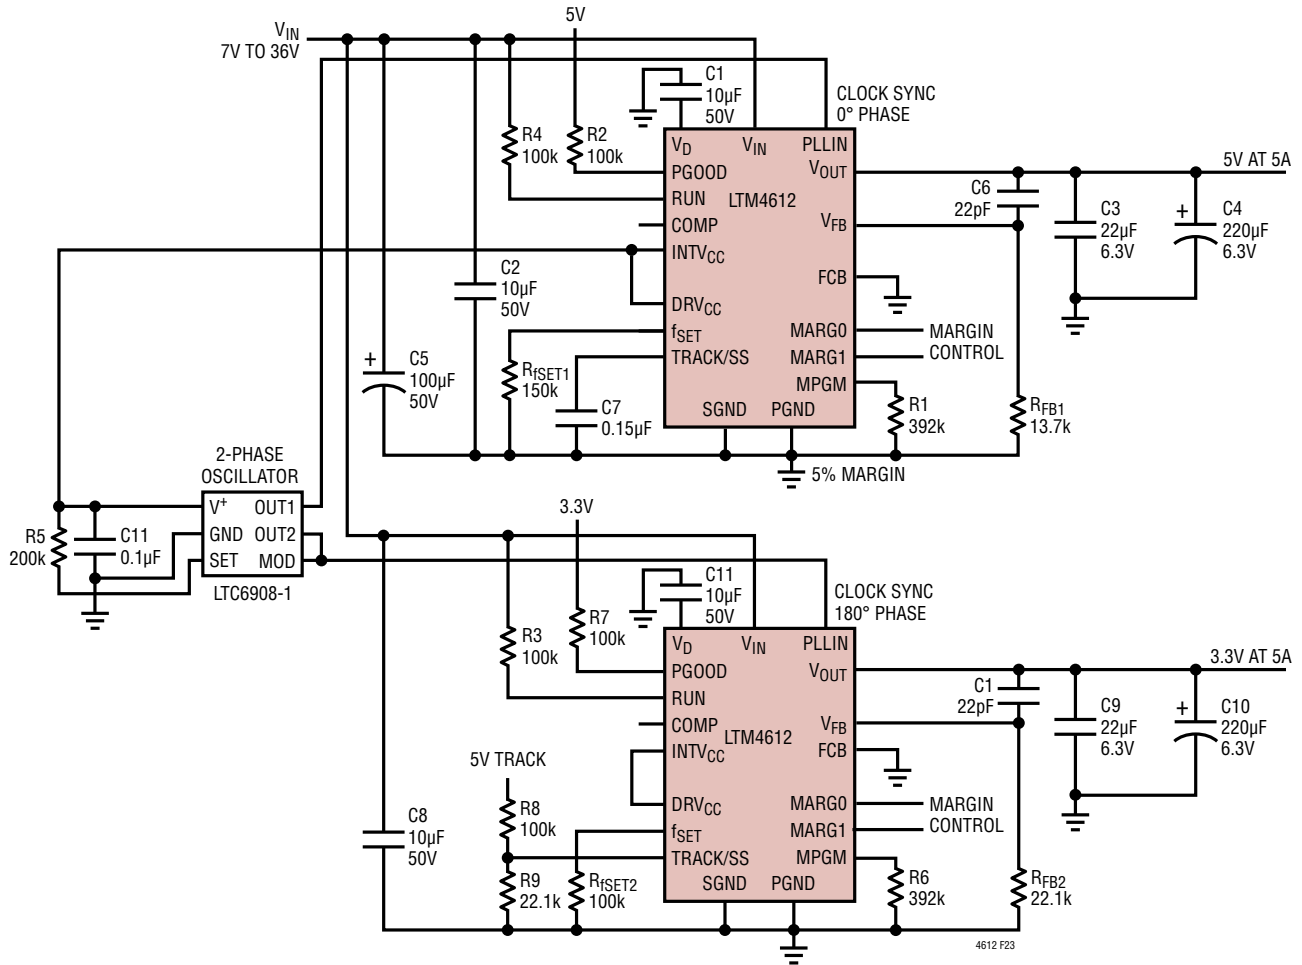 VIN
7V TO 36V
5V
C1
10µF
50V
CLOCK SYNC
0° PHASE
R4
100k
R2
100k
VD
VIN
PLLIN
PGOOD
VOUT
RUN
LTM4612
COMP
VFB
INTVCC
FCB
DRVCC
fSET
MARG0
TRACK/SS
MARG1
MPGM
SGND
PGND
5V AT 5A
C6
22pF
C3
22µF
6.3V
+
C4
220µF
6.3V
MARGIN
CONTROL
C2
10µF
50V
+
C5
100µF
50V
RfSET1
150k
C7
0.15µF
R1
392k
RFB1
13.7k
5% MARGIN
2-PHASE
OSCILLATOR
V+
OUT1
GND
OUT2
SET
MOD
LTC6908-1
R5
200k
C11
0.1µF
3.3V
C11
10µF
50V
CLOCK SYNC
180° PHASE
R3
100k
R7
100k
VD
VIN
PLLIN
PGOOD
VOUT
RUN
LTM4612
COMP
VFB
INTVCC
FCB
DRVCC
fSET
MARG0
TRACK/SS
MARG1
MPGM
SGND
PGND
3.3V AT 5A
C1
22pF
C9
22µF
6.3V
+
C10
220µF
6.3V
MARGIN
CONTROL
5V TRACK
R8
100k
C8
10µF
50V
R9
22.1k
RfSET2
100k
R6
392k
RFB2
22.1k
4612 F23